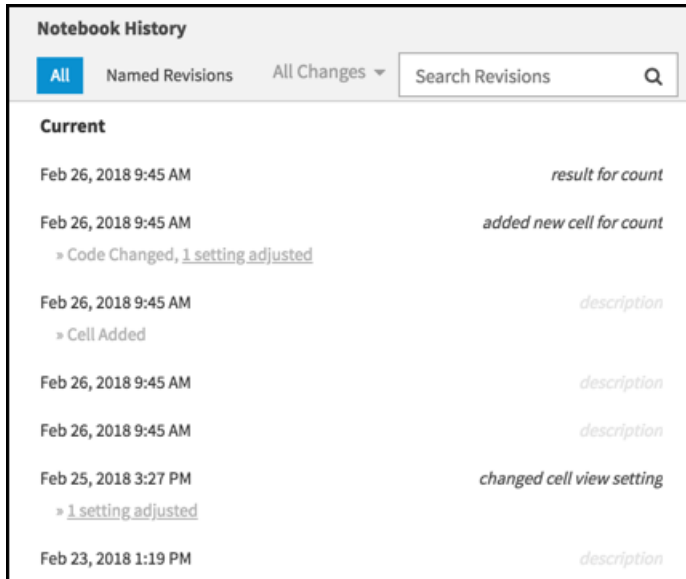 Notebook History
All Named Revisions All Changes Search Revisions
Current
Feb 26, 2018 9:45 AM result for count
Feb 26, 2018 9:45 AM added new cell for count
» Code Changed, 1 setting adjusted
Feb 26, 2018 9:45 AM description
» Cell Added
Feb 26, 2018 9:45 AM description
Feb 26, 2018 9:45 AM description
Feb 25, 2018 3:27 PM changed cell view setting
» 1 setting adjusted
Feb 23, 2018 1:19 PM description